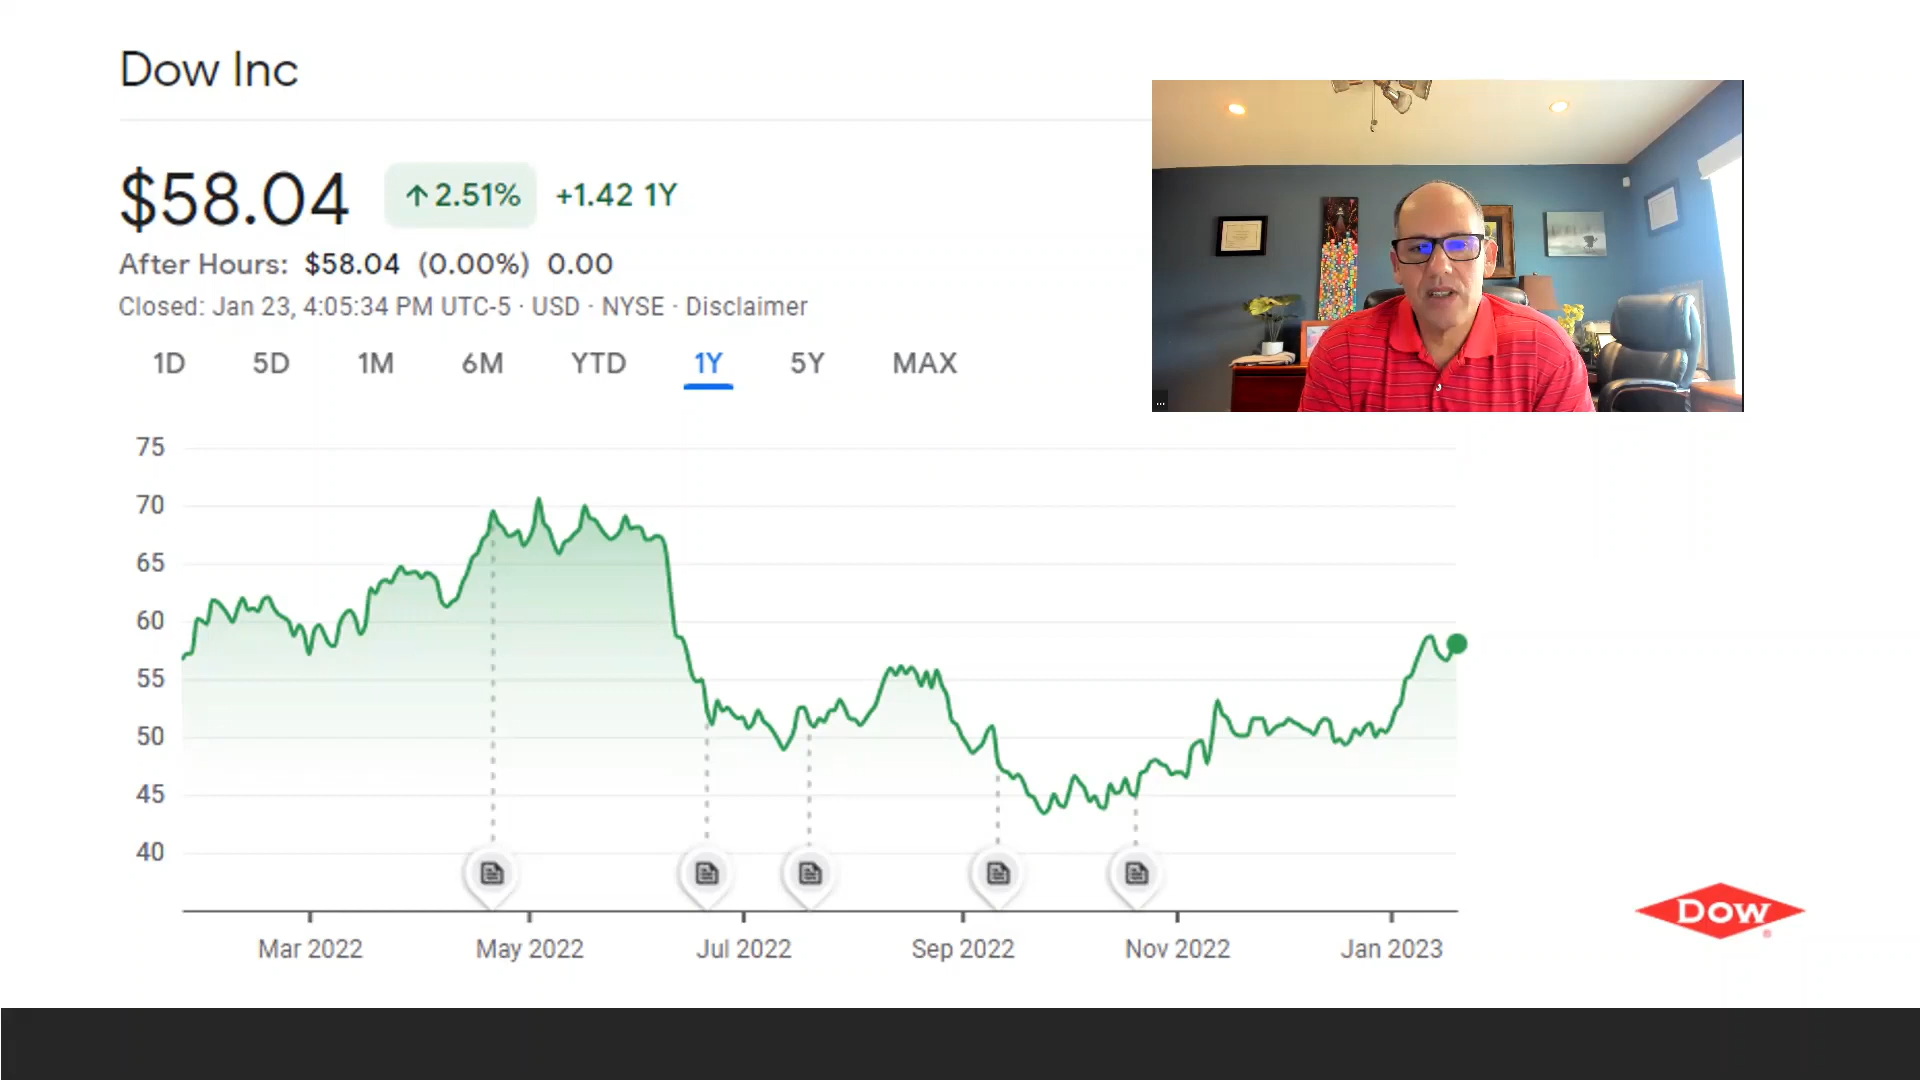 Dow Inc
$58.04 ↑ 2.51% +1.42 1Y
After Hours: $58.04 (0.00%) 0.00
Closed: Jan 23, 4:05:34 PM UTC-5 · USD · NYSE · Disclaimer
1D 5D 1M 6M YTD 1Y 5Y MAX
...
75
70
65
60
55
50
45
40
Mar 2022 May 2022 Jul 2022 Sep 2022 Nov 2022 Jan 2023
DOW ®